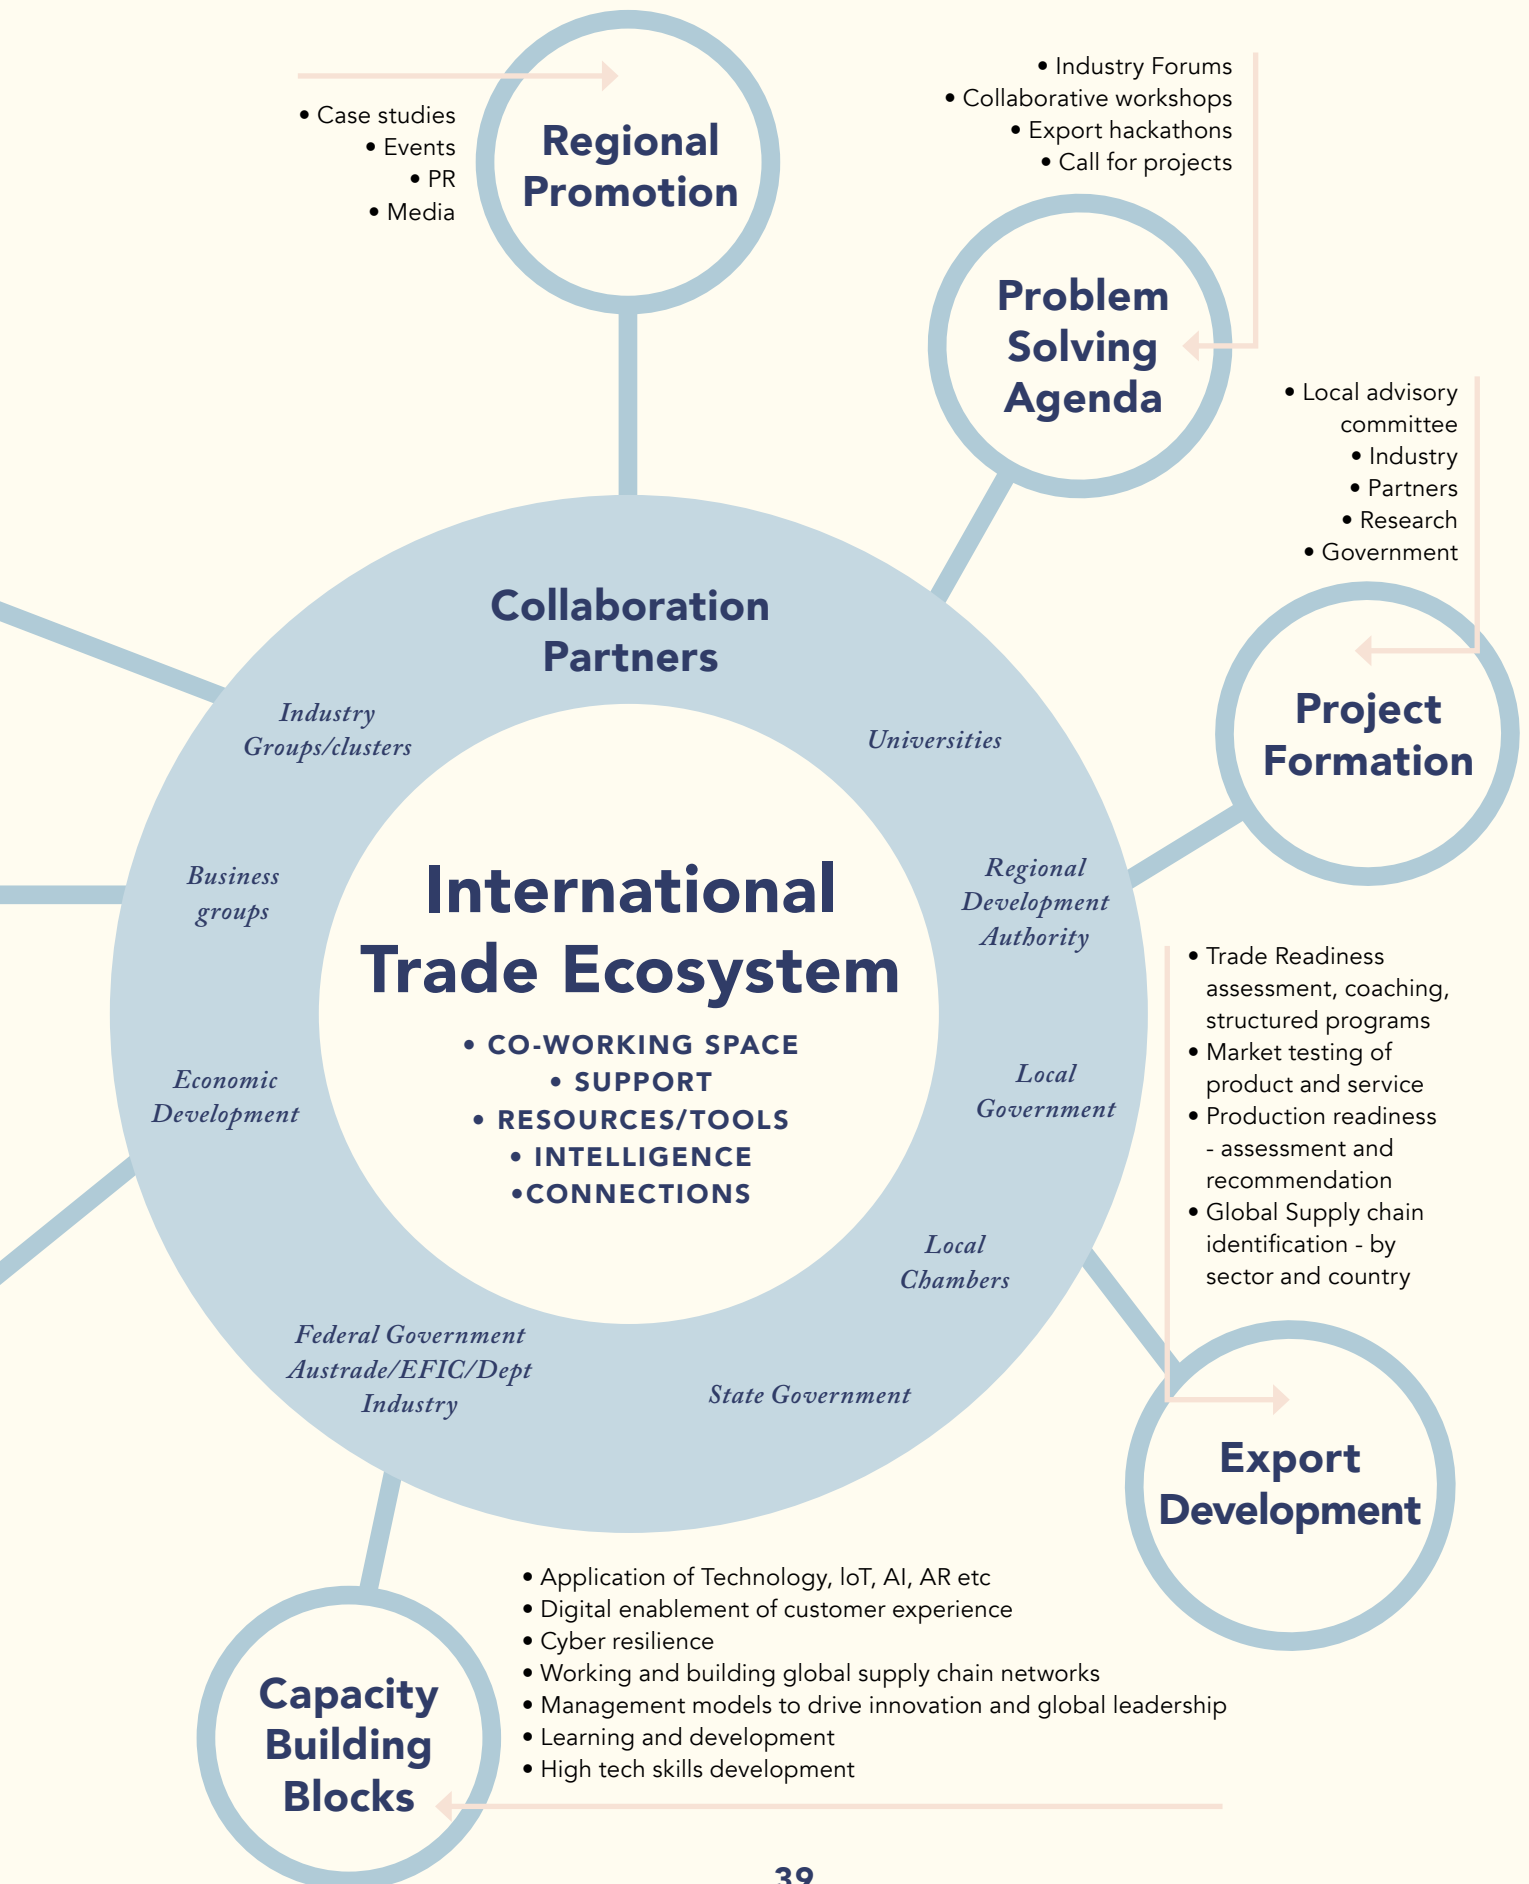 • Case studies
• Events
• PR
• Media
Regional
Promotion
• Industry Forums
• Collaborative workshops
• Export hackathons
• Call for projects
Problem
Solving
Agenda
• Local advisory
committee
• Industry
• Partners
• Research
• Government
Project
Formation
Collaboration
Partners
Industry
Groups/clusters
Universities
Business
groups
Regional
Development
Authority
International
Trade Ecosystem
• CO-WORKING SPACE
• SUPPORT
• RESOURCES/TOOLS
• INTELLIGENCE
•CONNECTIONS
Economic
Development
Local
Government
Local
Chambers
Federal Government
Austrade/EFIC/Dept
Industry
State Government
• Trade Readiness
assessment, coaching,
structured programs
• Market testing of
product and service
• Production readiness
- assessment and
recommendation
• Global Supply chain
identification - by
sector and country
Export
Development
• Application of Technology, loT, AI, AR etc
• Digital enablement of customer experience
• Cyber resilience
• Working and building global supply chain networks
• Management models to drive innovation and global leadership
• Learning and development
• High tech skills development
Capacity
Building
Blocks
39